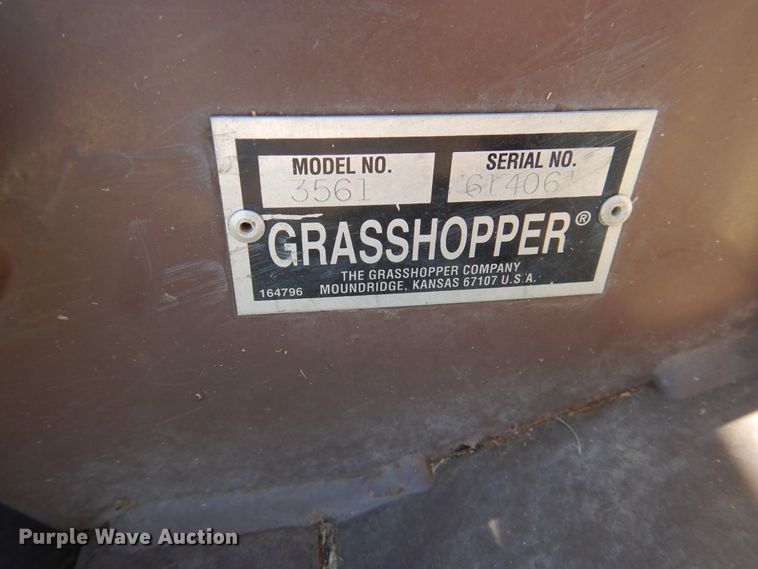 MODEL NO.
3561
SERIAL NO.
GRASSHOPPER®
THE GRASSHOPPER COMPANY
164796
MOUNDRIDGE, KANSAS 67107 U.S.A.
Purple Wave Auction